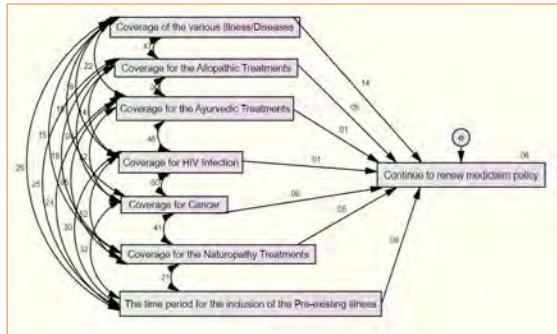 Coverage of the various Illness/Diseases
Coverage for the Allopathic Treatments
Coverage for the Ayurvedic Treatments
Coverage for HIV Infection
Coverage for Cancer
Coverage for the Naturopathy Treatments
The time period for the inclusion of the Pre-existing illness
e
.06
Continue to renew mediclaim policy
.14
.05
.01
.01
.06
.05
.09
.22
.46
.60
.41
.21
.15
.26
.25
.24
.30
.32